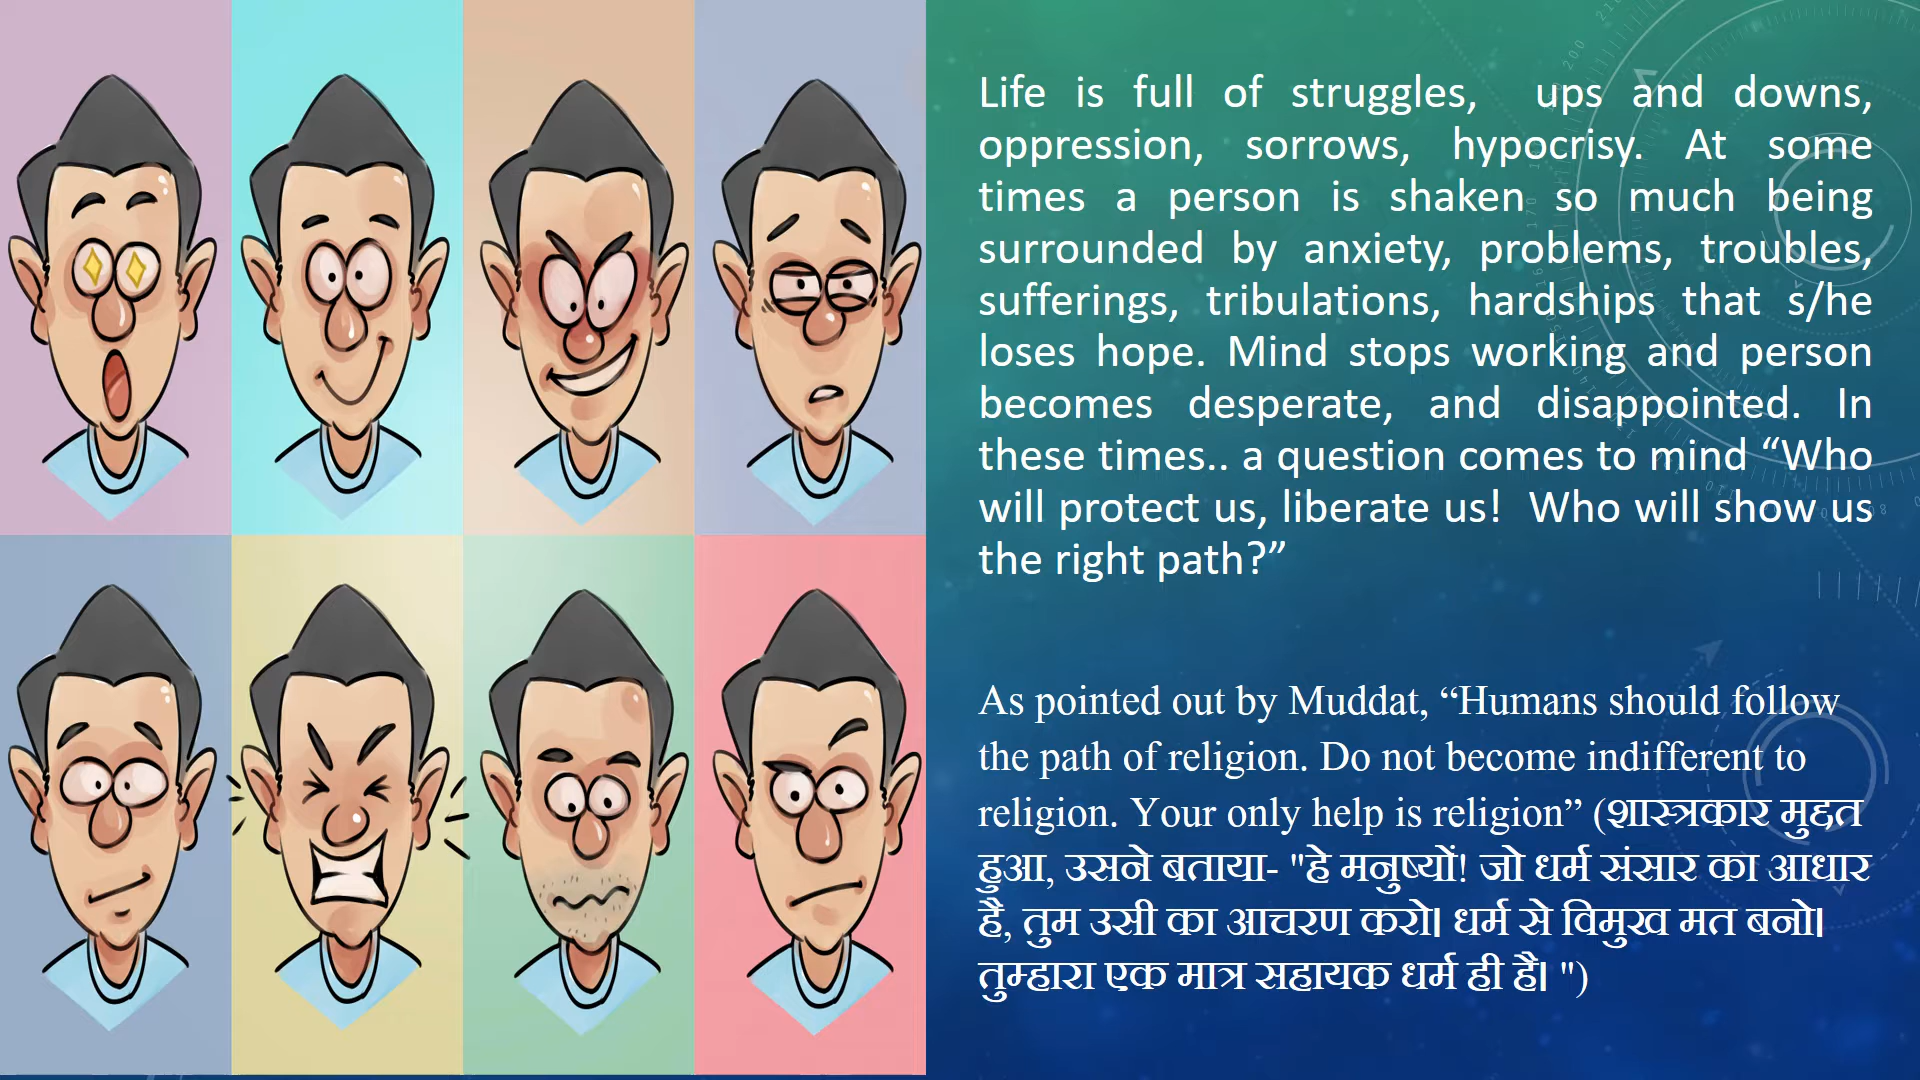 Life is full of struggles, ups and downs,
oppression, sorrows, hypocrisy. At some
times a person is shaken so much being
surrounded by anxiety, problems, troubles,
sufferings, tribulations, hardships that s/he
loses hope. Mind stops working and person
becomes desperate, and disappointed. In
these times.. a question comes to mind “Who
will protect us, liberate us! Who will show us
the right path?”
As pointed out by Muddat, “Humans should follow
the path of religion. Do not become indifferent to
religion. Your only help is religion” (शास्त्रकार मुद्दत
हुआ, उसने बताया- "हे मनुष्यों! जो धर्म संसार का आधार
है, तुम उसी का आचरण करो। धर्म से विमुख मत बनो।
तुम्हारा एक मात्र सहायक धर्म ही है। ")